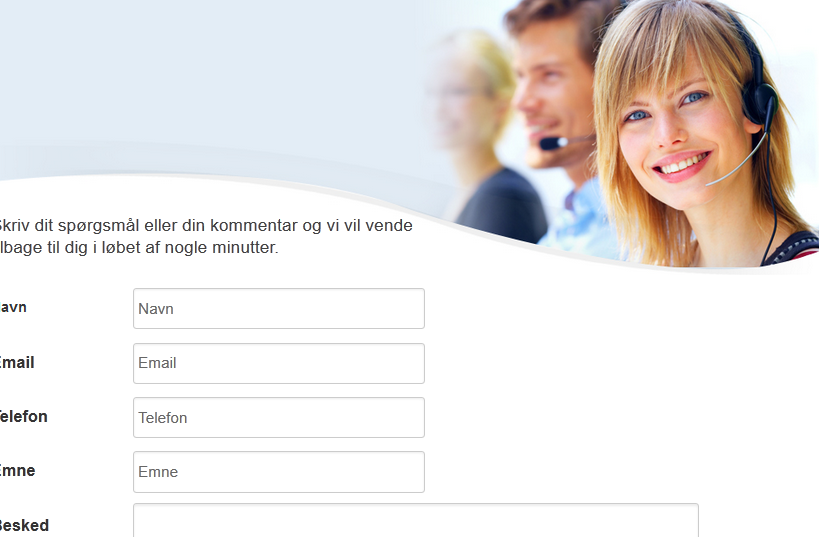 Skriv dit spørgsmål eller din kommentar og vi vil vende
ilbage til dig i løbet af nogle minutter.
avn
Navn
Email
Email
Telefon
Telefon
Emne
Emne
Besked